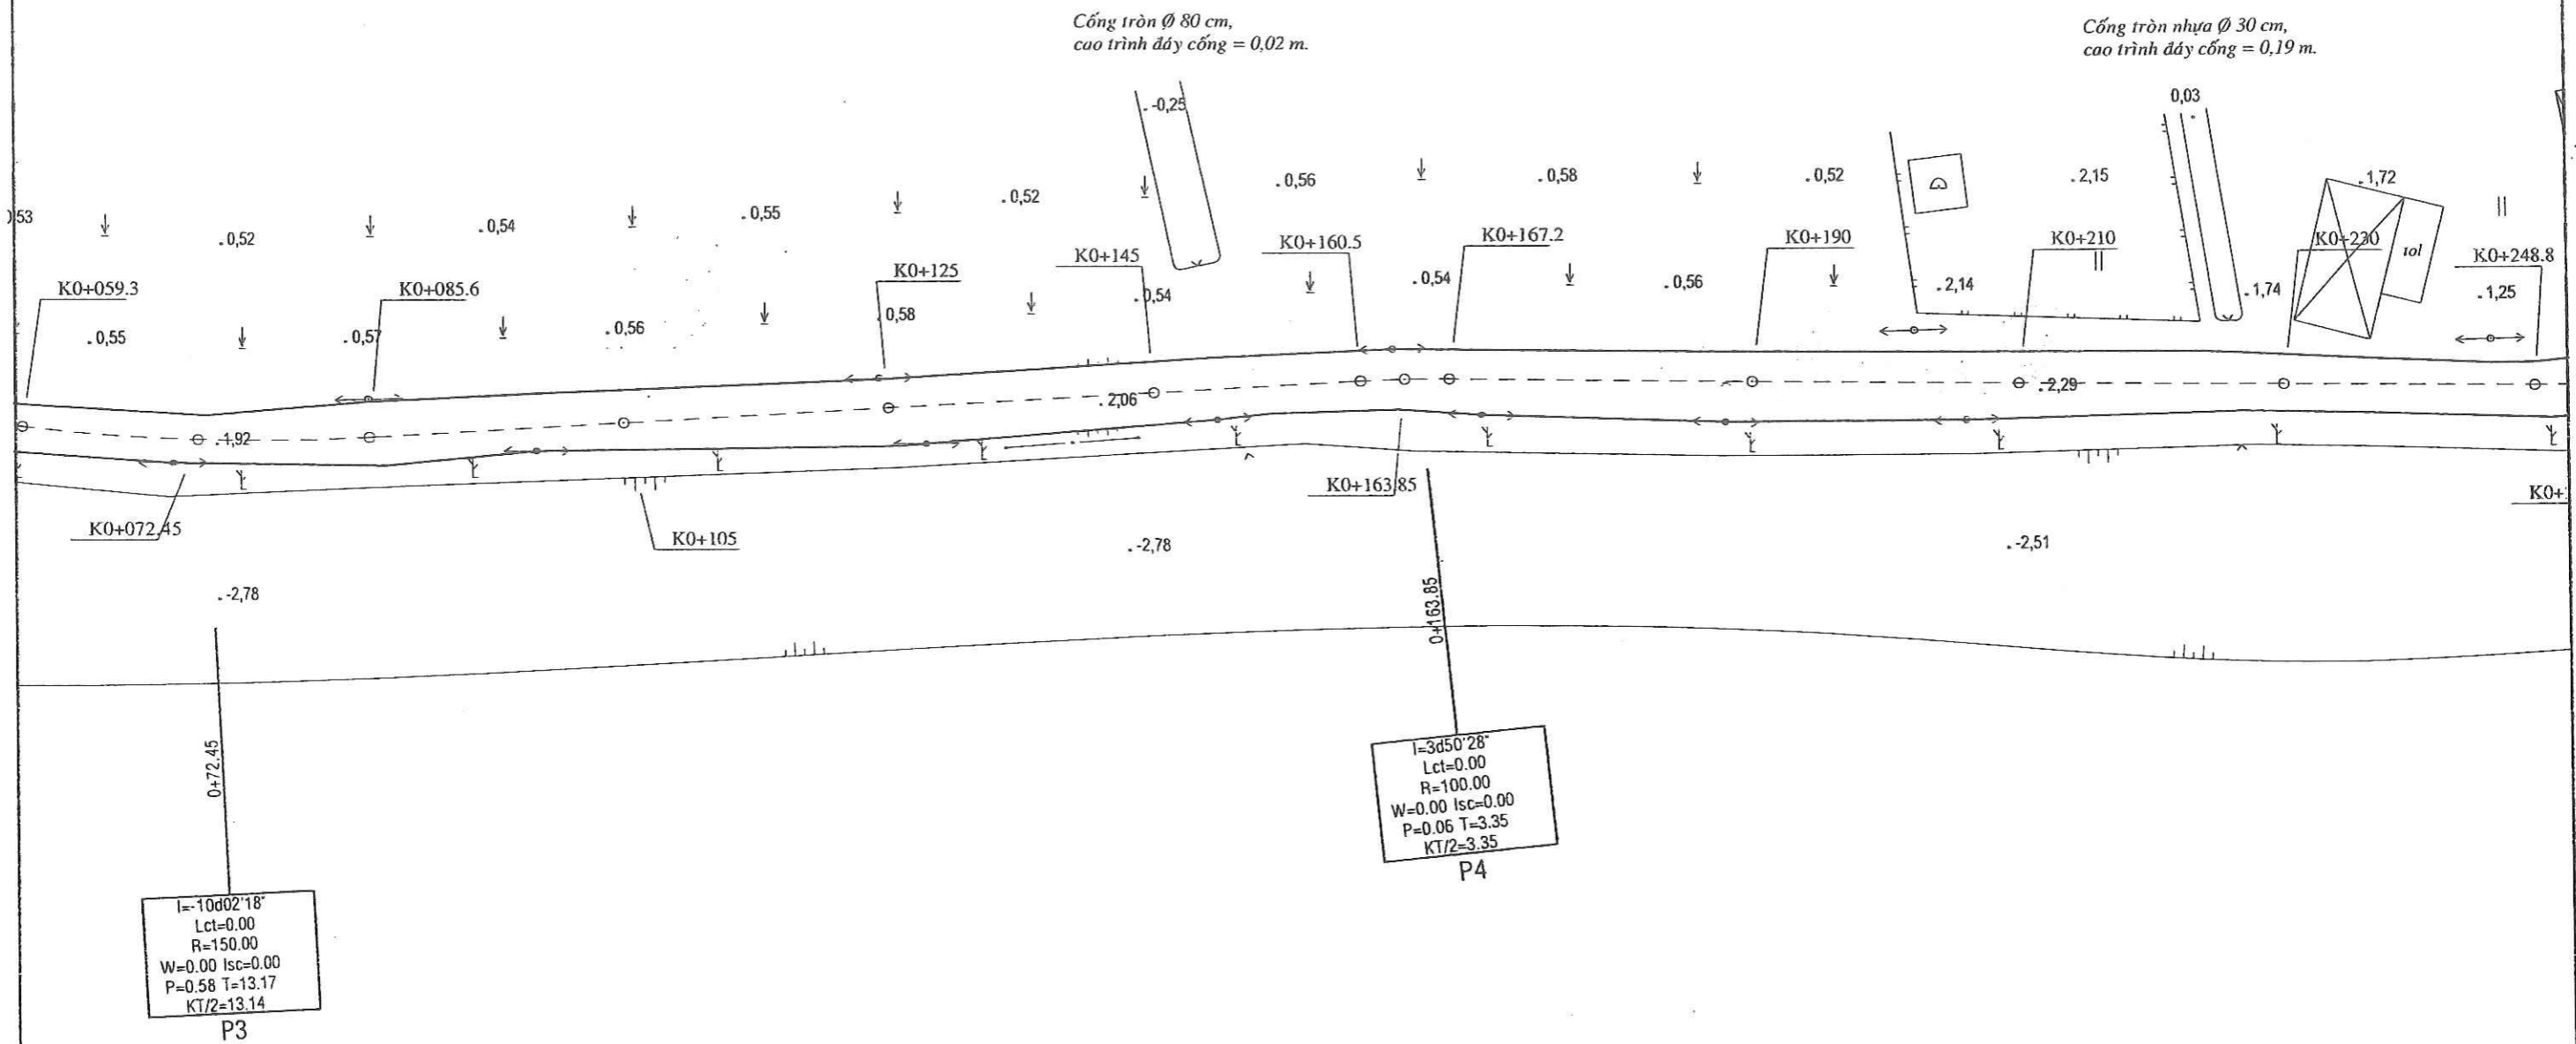 Cống tròn Ø 80 cm,
cao trình đáy cống = 0,02 m.
Cống tròn nhựa Ø 30 cm,
cao trình đáy cống = 0,19 m.
. -0,25
0,03
. 0,56
. 0,58
. 0,52
. 2,15
. 1,72
. 0,52
. 0,54
. 0,55
. 0,52
0,53
K0+059.3
K0+085.6
K0+125
K0+145
K0+160.5
K0+167.2
K0+190
K0+210
K0+230
tol
K0+248.8
. 0,55
. 0,57
. 0,56
0,58
. 0,54
. 0,54
. 0,56
. 2,14
. 1,74
. 1,25
. 1,92
. 2,06
. 2,29
K0+072.45
K0+105
K0+163.85
K0+
. -2,78
. -2,78
. -2,51
0+72.45
0+163.85
I=-10d02'18"
Lct=0.00
R=150.00
W=0.00 Isc=0.00
P=0.58 T=13.17
KT/2=13.14
P3
I=3d50'28"
Lct=0.00
R=100.00
W=0.00 Isc=0.00
P=0.06 T=3.35
KT/2=3.35
P4